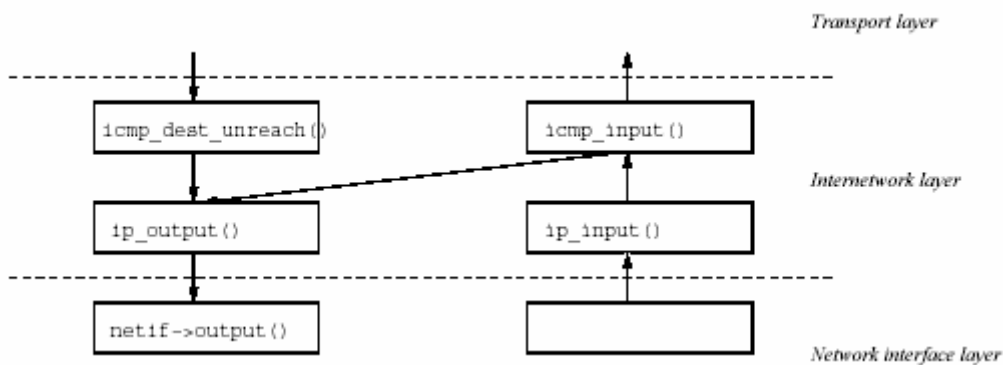 Transport layer
icmp_dest_unreach()
icmp_input()
Internetwork layer
ip_output()
ip_input()
netif->output()
Network interface layer